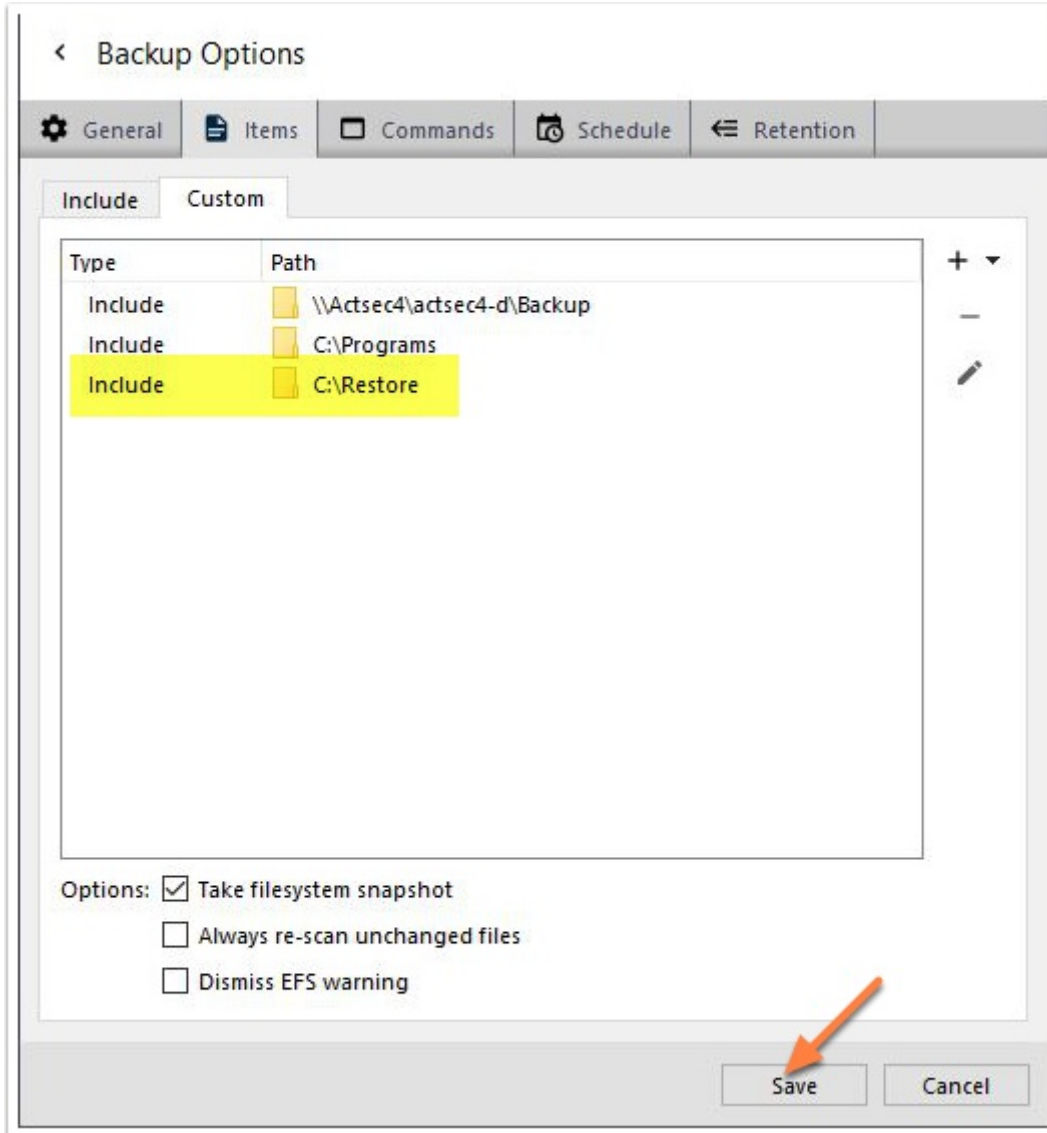 Backup Options
General Items Commands Schedule Retention
Include Custom
Type Path
Include \\Actsec4\actsec4-d\Backup
Include C:\Programs
Include C:\Restore
Options: Take filesystem snapshot
Always re-scan unchanged files
Dismiss EFS warning
Save Cancel